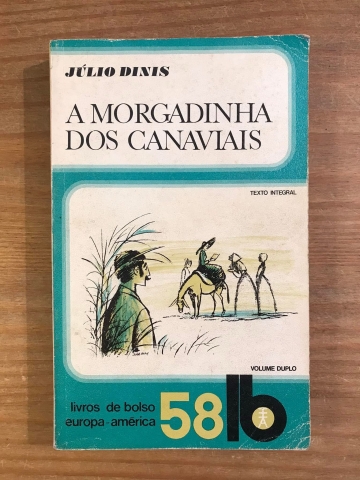 JÚLIO DINIS
A MORGADINHA
DOS CANAVIAIS
TEXTO INTEGRAL
VOLUME DUPLO
livros de bolso
europa-américa
58
lb